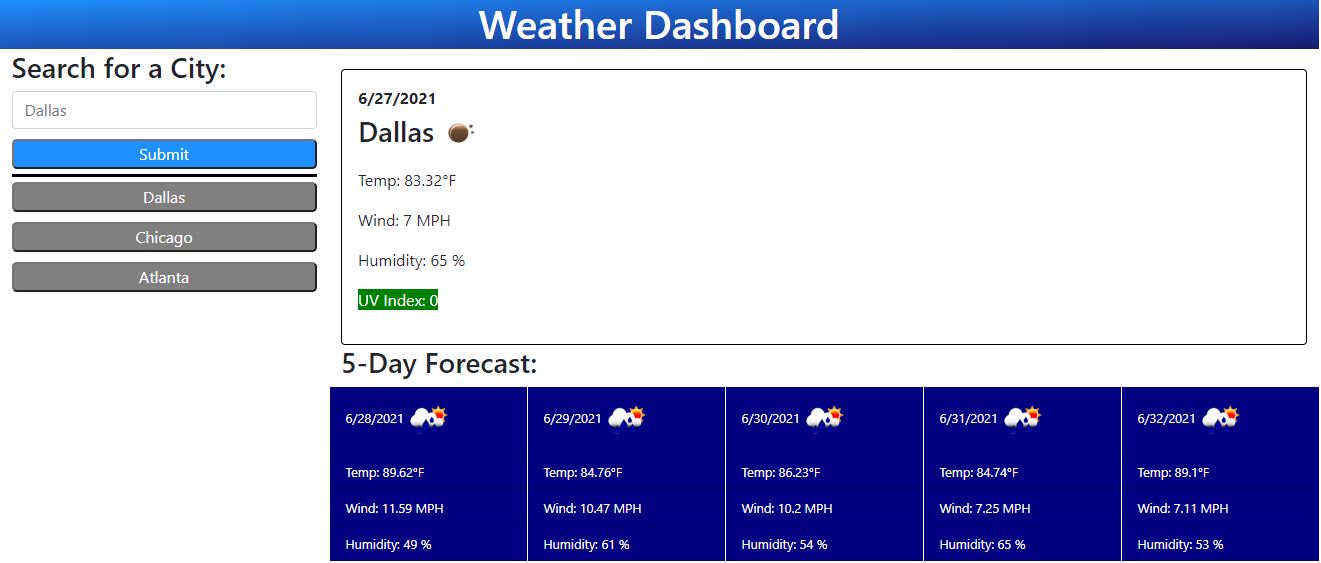 Weather Dashboard
Search for a City:
Dallas
Submit
Dallas
Chicago
Atlanta
6/27/2021
Dallas
Temp: 83.32°F
Wind: 7 MPH
Humidity: 65 %
UV Index: 0
5-Day Forecast:
6/28/2021
Temp: 89.62°F
Wind: 11.59 MPH
Humidity: 49 %
6/29/2021
Temp: 84.76°F
Wind: 10.47 MPH
Humidity: 61 %
6/30/2021
Temp: 86.23°F
Wind: 10.2 MPH
Humidity: 54 %
6/31/2021
Temp: 84.74°F
Wind: 7.25 MPH
Humidity: 65 %
6/32/2021
Temp: 89.1°F
Wind: 7.11 MPH
Humidity: 53 %